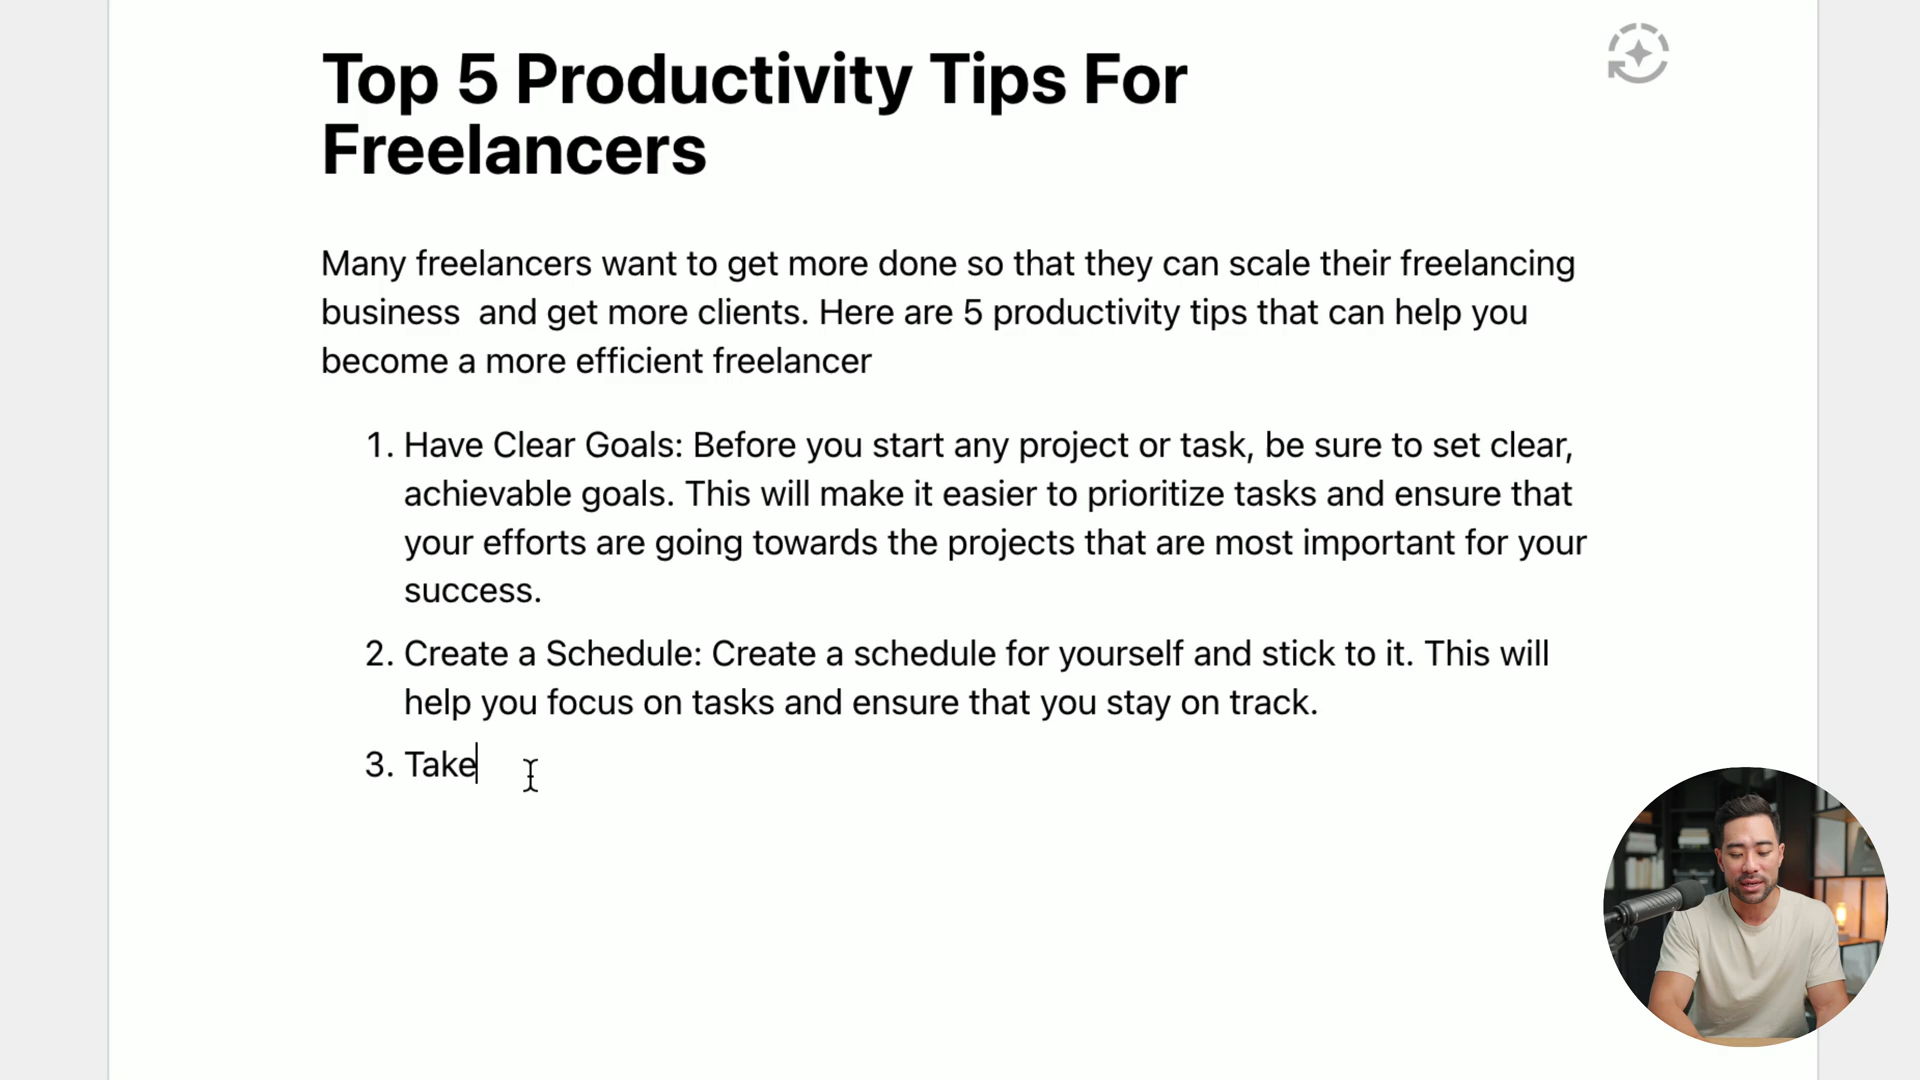 Top 5 Productivity Tips For
Freelancers
Many freelancers want to get more done so that they can scale their freelancing
business  and get more clients. Here are 5 productivity tips that can help you
become a more efficient freelancer
1. Have Clear Goals: Before you start any project or task, be sure to set clear,
achievable goals. This will make it easier to prioritize tasks and ensure that
your efforts are going towards the projects that are most important for your
success.
2. Create a Schedule: Create a schedule for yourself and stick to it. This will
help you focus on tasks and ensure that you stay on track.
3. Take